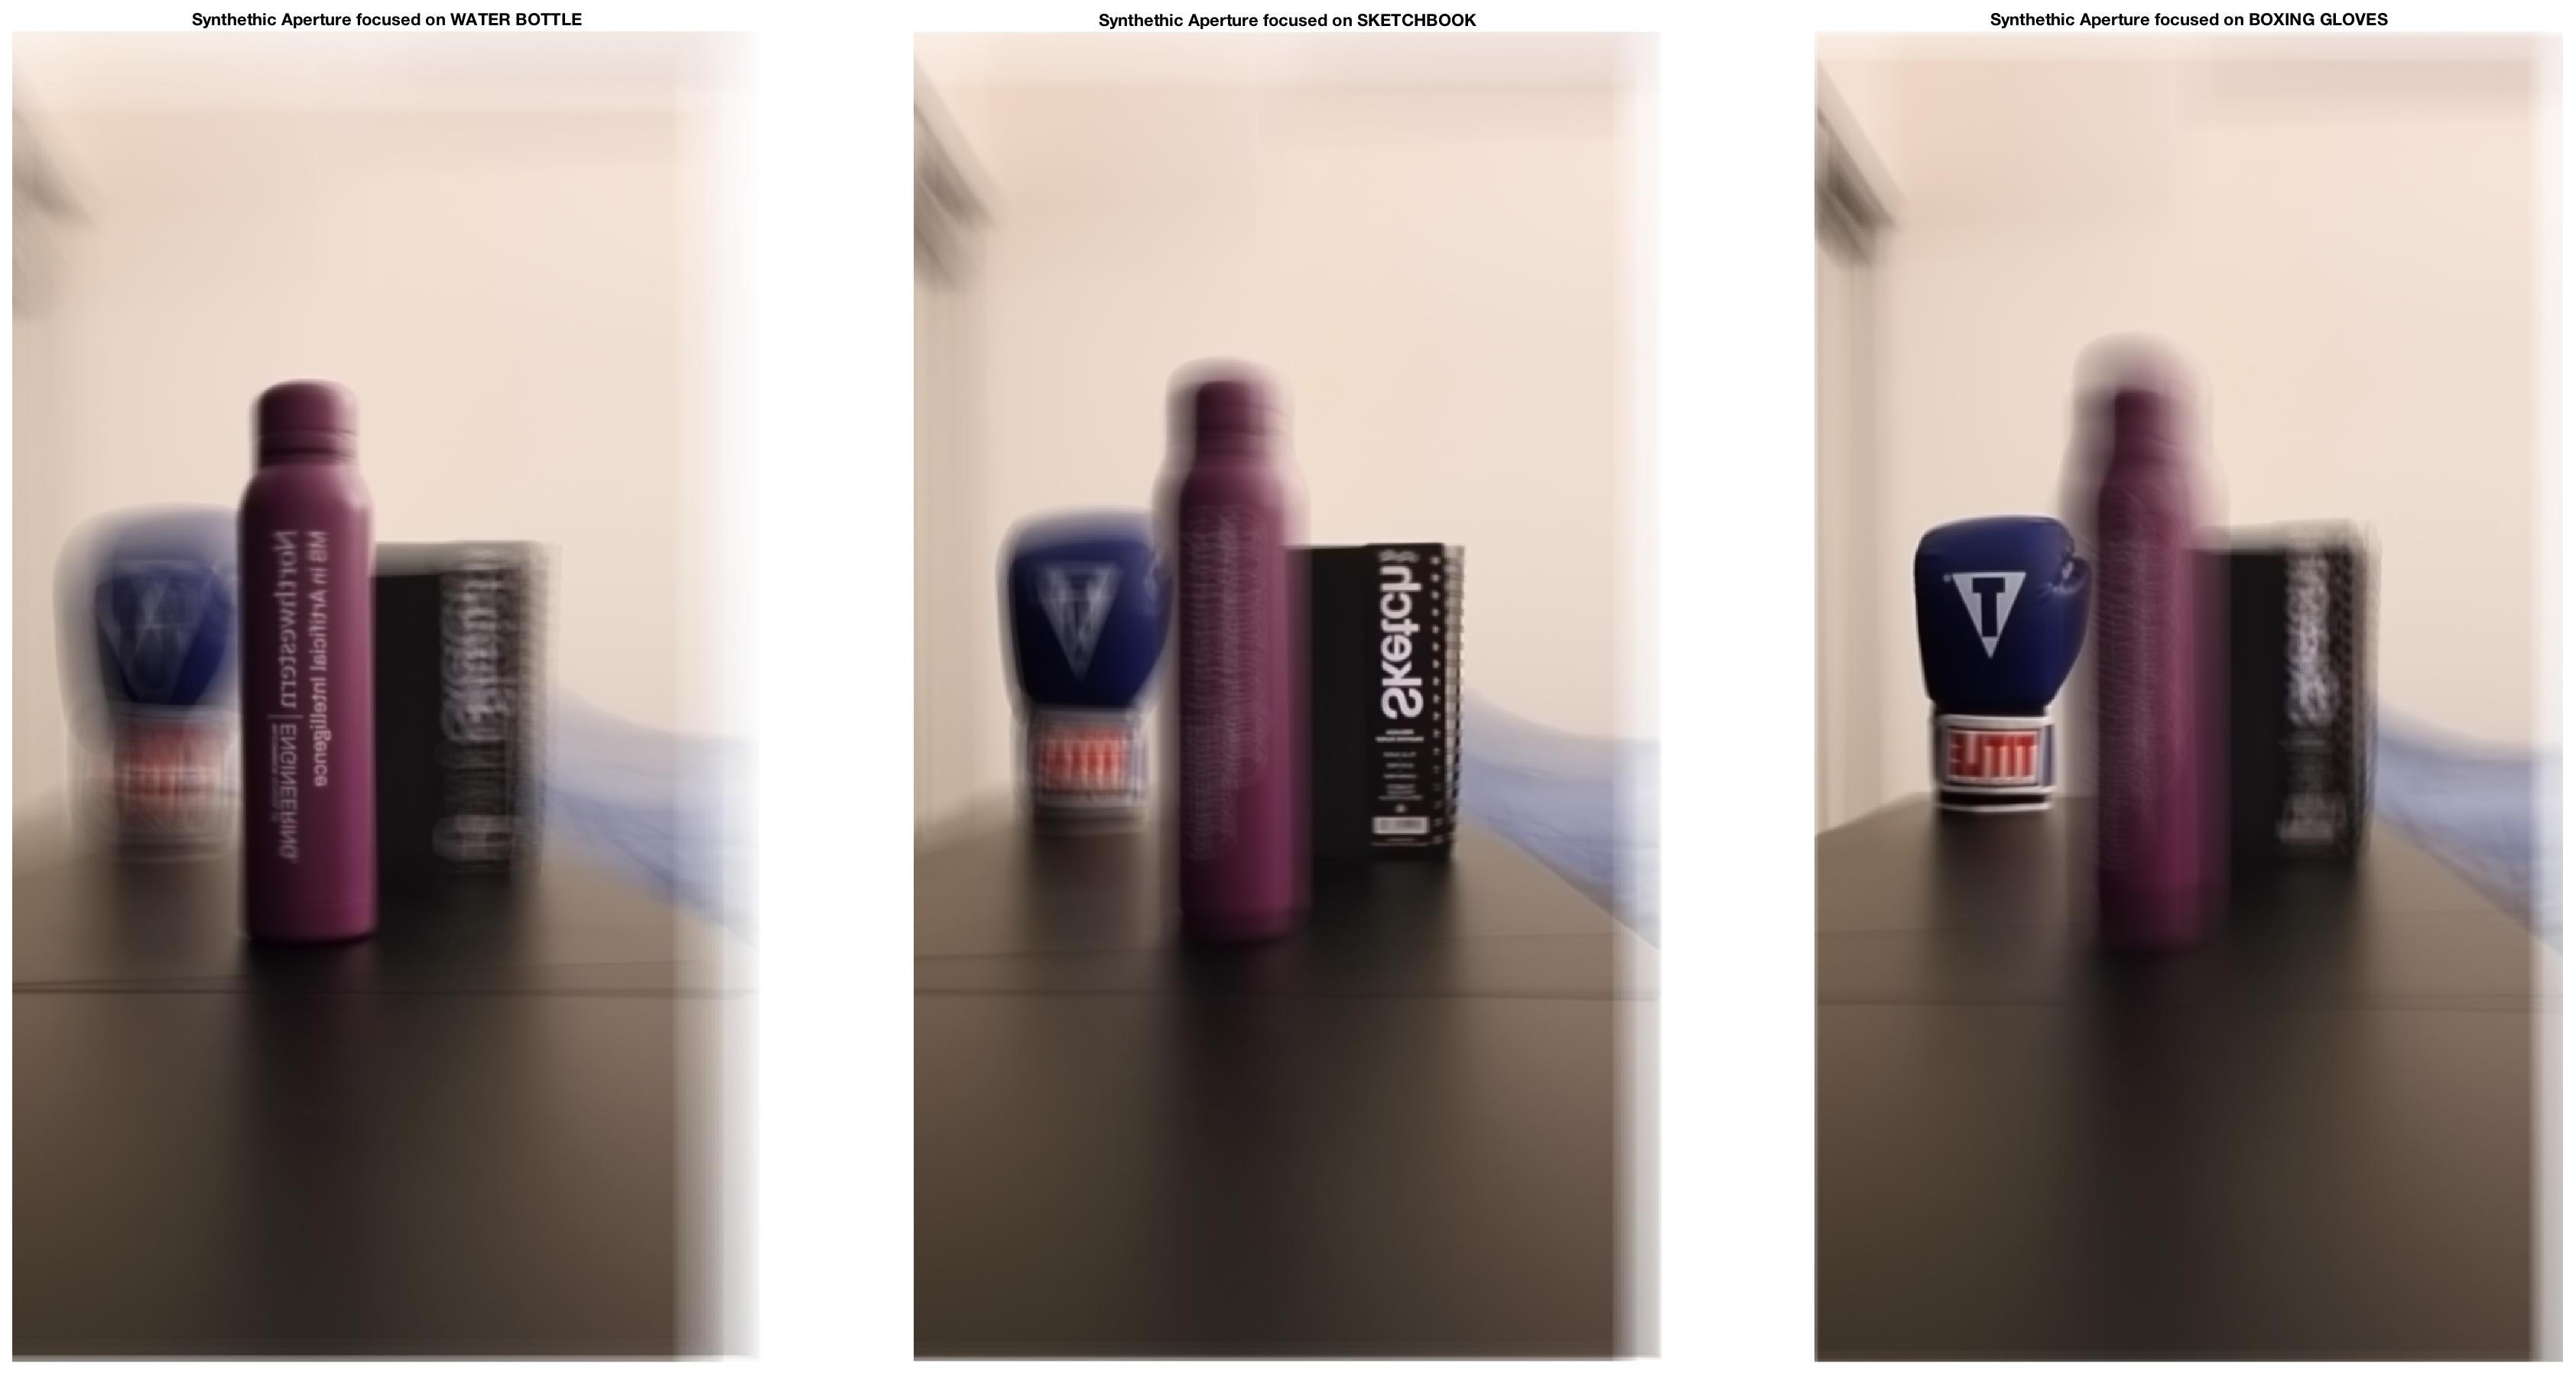 Synthethic Aperture focused on WATER BOTTLE
Northwestern | ENGINEERING
MS in Artificial Intelligence
Synthethic Aperture focused on SKETCHBOOK
Sketch
Synthethic Aperture focused on BOXING GLOVES
T
TITLE